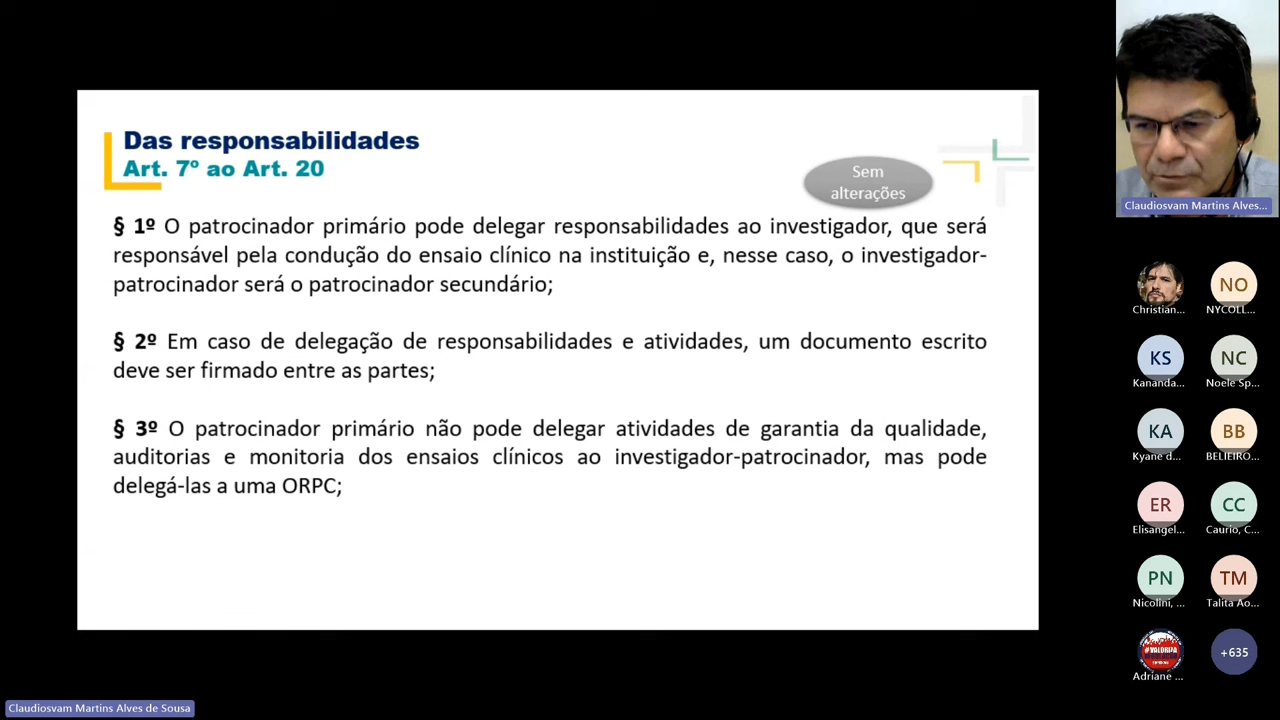 Das responsabilidades
Art. 7º ao Art. 20
Sem
alterações
§ 1º O patrocinador primário pode delegar responsabilidades ao investigador, que será
responsável pela condução do ensaio clínico na instituição e, nesse caso, o investigador-
patrocinador será o patrocinador secundário;
§ 2º Em caso de delegação de responsabilidades e atividades, um documento escrito
deve ser firmado entre as partes;
§ 3º O patrocinador primário não pode delegar atividades de garantia da qualidade,
auditorias e monitoria dos ensaios clínicos ao investigador-patrocinador, mas pode
delegá-las a uma ORPC;
Claudiosvam Martins Alves...
Christian...
NO
NYCOLL...
KS
Kananda...
NC
Noele Sp...
KA
Kyane d...
BB
BELIEIRO...
ER
Elisangel...
CC
Caurio, C...
PN
Nicolini, ...
TM
Talita Ao...
#VALORIZA
Adriane ...
+635
Claudiosvam Martins Alves de Sousa